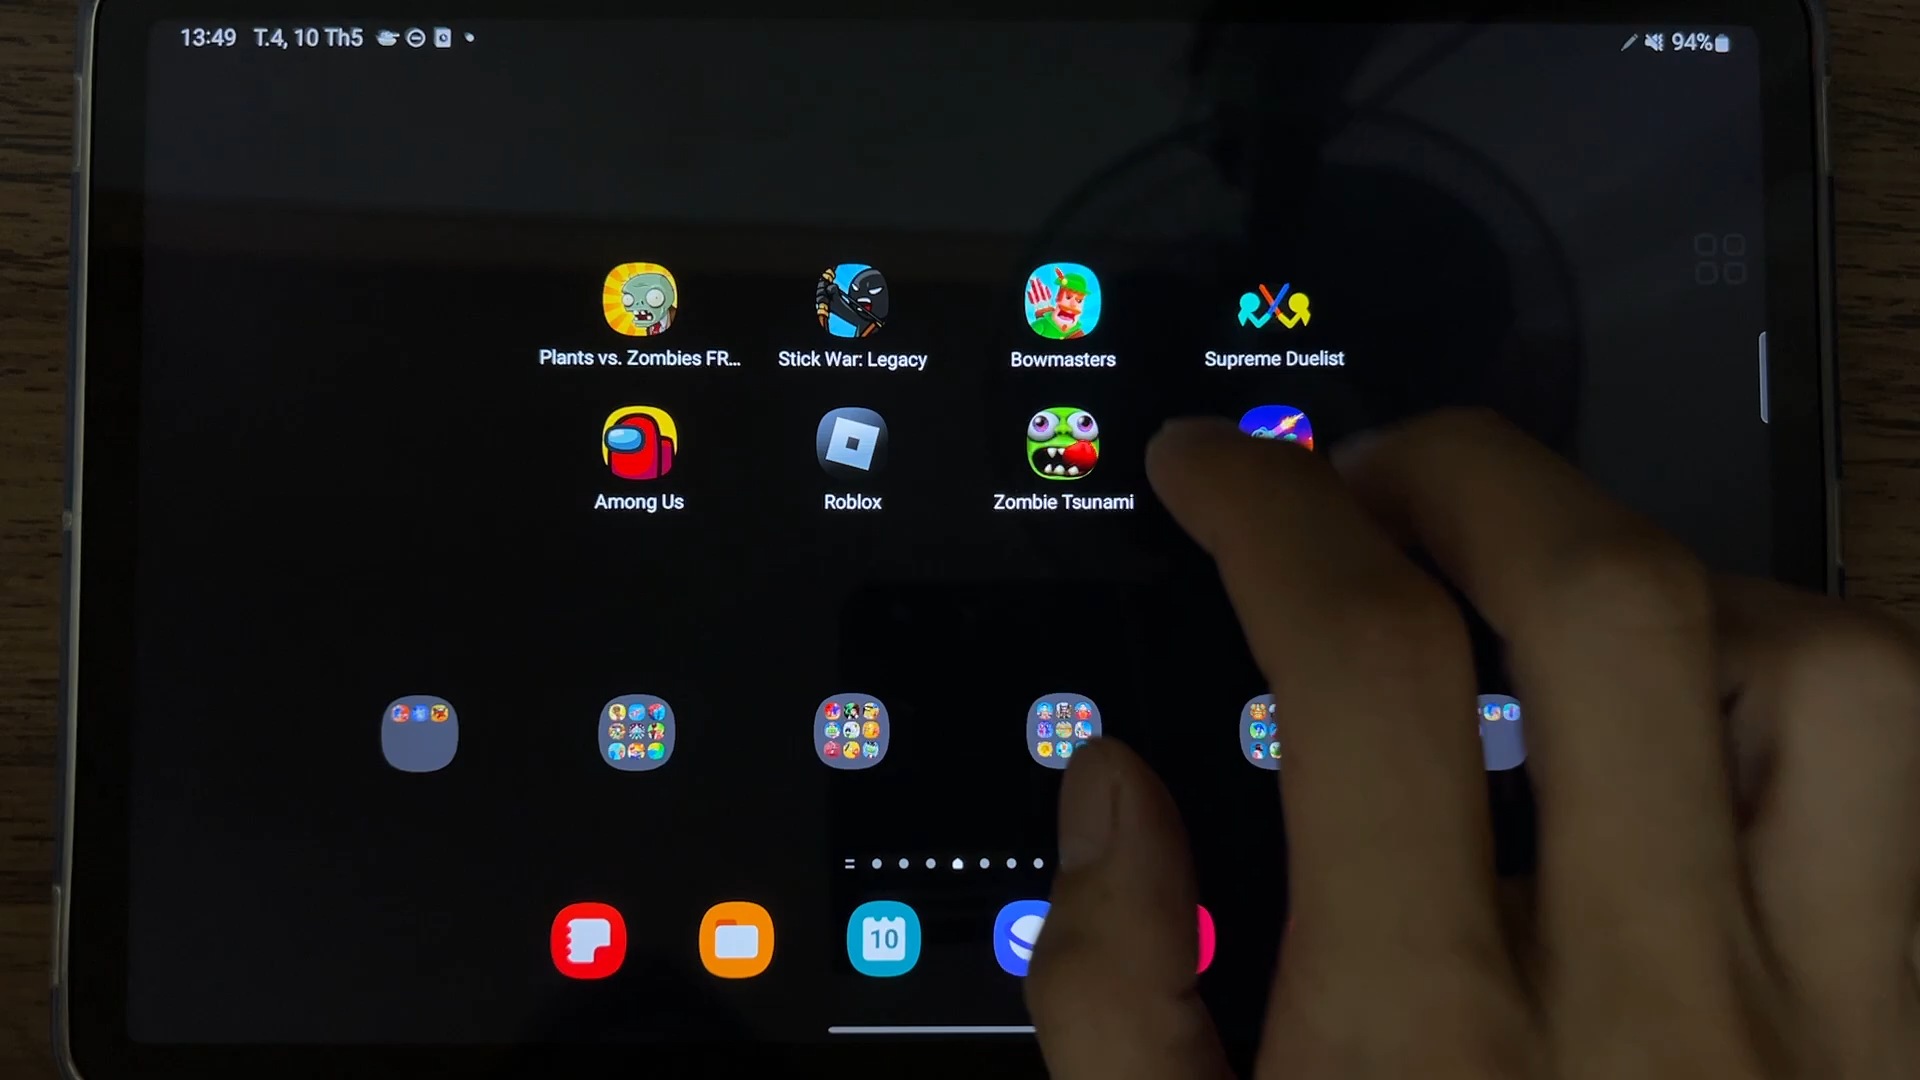 13:49 T.4, 10 Th5
94%
Plants vs. Zombies FR...
Stick War: Legacy
Bowmasters
Supreme Duelist
Among Us
Roblox
Zombie Tsunami
10